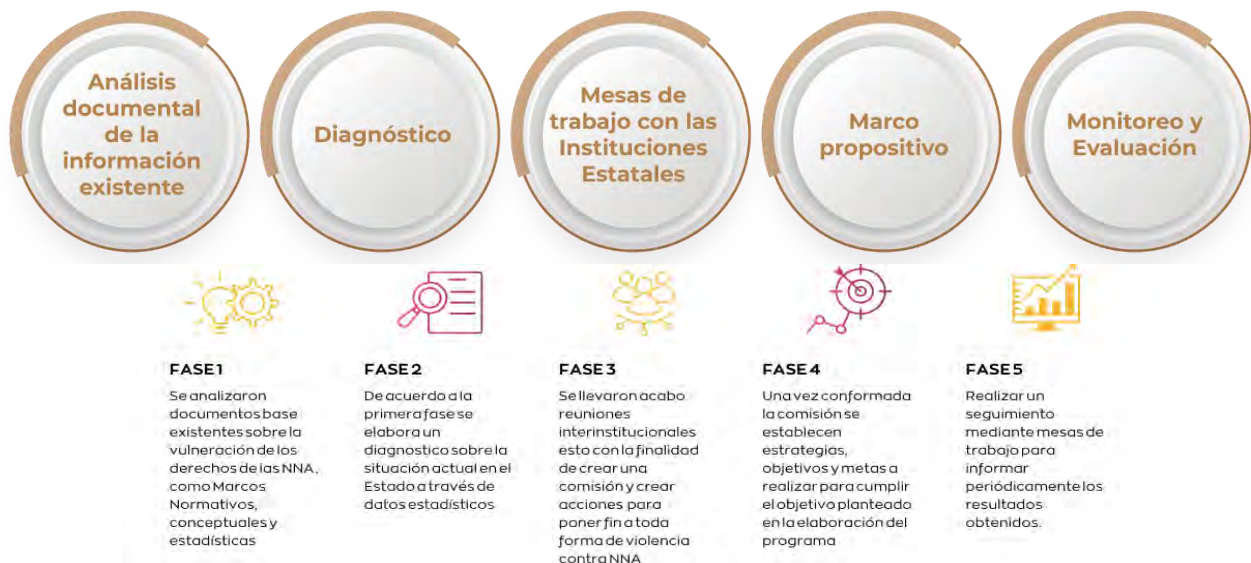 Análisis
documental
de la
información
existente
Diagnóstico
Mesas de
trabajo con las
Instituciones
Estatales
Marco
propositivo
Monitoreo y
Evaluación
FASE 1
Se analizaron
documentos base
existentes sobre la
vulneración de los
derechos de las NNA,
como Marcos
Normativos,
conceptuales y
estadísticas
FASE 2
De acuerdo a la
primera fase se
elabora un
diagnostico sobre la
situación actual en el
Estado a través de
datos estadísticos
FASE 3
Se llevaron acabo
reuniones
interinstitucionales
esto con la finalidad
de crear una
comisión y crear
acciones para
poner fin a toda
forma de violencia
contra NNA
FASE 4
Una vez conformada
la comisión se
establecen
estrategias,
objetivos y metas a
realizar para cumplir
el objetivo planteado
en la elaboración del
programa
FASE 5
Realizar un
seguimiento
mediante mesas de
trabajo para
informar
periódicamente los
resultados
obtenidos.